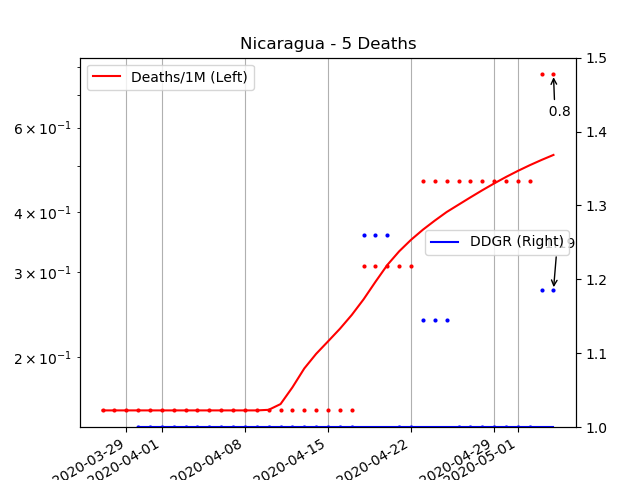 Nicaragua - 5 Deaths
Deaths/1M (Left)
1.5
0.8
6 × 10⁻¹
1.4
4 × 10⁻¹
1.3
DDGR (Right)
9
3 × 10⁻¹
1.2
2 × 10⁻¹
1.1
1.0
2020-03-29
2020-04-01
2020-04-08
2020-04-15
2020-04-22
2020-04-29
2020-05-01